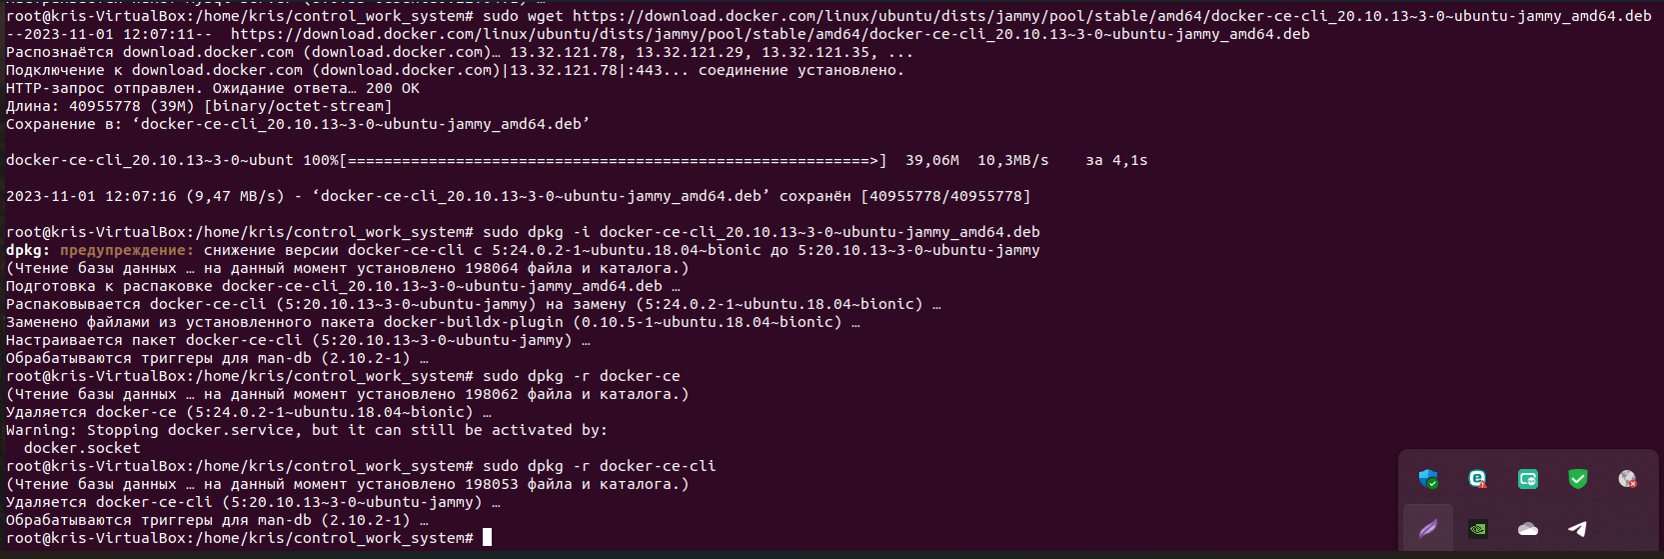 root@kris-VirtualBox:/home/kris/control_work_system# sudo wget https://download.docker.com/linux/ubuntu/dists/jammy/pool/stable/amd64/docker-ce-cli_20.10.13~3-0~ubuntu-jammy_amd64.deb
--2023-11-01 12:07:11--  https://download.docker.com/linux/ubuntu/dists/jammy/pool/stable/amd64/docker-ce-cli_20.10.13~3-0~ubuntu-jammy_amd64.deb
Распознаётся download.docker.com (download.docker.com)… 13.32.121.78, 13.32.121.29, 13.32.121.35, ...
Подключение к download.docker.com (download.docker.com)|13.32.121.78|:443... соединение установлено.
HTTP-запрос отправлен. Ожидание ответа… 200 OK
Длина: 40955778 (39M) [binary/octet-stream]
Сохранение в: ‘docker-ce-cli_20.10.13~3-0~ubuntu-jammy_amd64.deb’
docker-ce-cli_20.10.13~3-0~ubunt 100%[==========================================================>]  39,06M  10,3MB/s    за 4,1s
2023-11-01 12:07:16 (9,47 MB/s) - ‘docker-ce-cli_20.10.13~3-0~ubuntu-jammy_amd64.deb’ сохранён [40955778/40955778]
root@kris-VirtualBox:/home/kris/control_work_system# sudo dpkg -i docker-ce-cli_20.10.13~3-0~ubuntu-jammy_amd64.deb
dpkg: предупреждение: снижение версии docker-ce-cli с 5:24.0.2-1~ubuntu.18.04~bionic до 5:20.10.13~3-0~ubuntu-jammy
(Чтение базы данных … на данный момент установлено 198064 файла и каталога.)
Подготовка к распаковке docker-ce-cli_20.10.13~3-0~ubuntu-jammy_amd64.deb …
Распаковывается docker-ce-cli (5:20.10.13~3-0~ubuntu-jammy) на замену (5:24.0.2-1~ubuntu.18.04~bionic) …
Заменено файлами из установленного пакета docker-buildx-plugin (0.10.5-1~ubuntu.18.04~bionic) …
Настраивается пакет docker-ce-cli (5:20.10.13~3-0~ubuntu-jammy) …
Обрабатываются триггеры для man-db (2.10.2-1) …
root@kris-VirtualBox:/home/kris/control_work_system# sudo dpkg -r docker-ce
(Чтение базы данных … на данный момент установлено 198062 файла и каталога.)
Удаляется docker-ce (5:24.0.2-1~ubuntu.18.04~bionic) …
Warning: Stopping docker.service, but it can still be activated by:
  docker.socket
root@kris-VirtualBox:/home/kris/control_work_system# sudo dpkg -r docker-ce-cli
(Чтение базы данных … на данный момент установлено 198053 файла и каталога.)
Удаляется docker-ce-cli (5:20.10.13~3-0~ubuntu-jammy) …
Обрабатываются триггеры для man-db (2.10.2-1) …
root@kris-VirtualBox:/home/kris/control_work_system#